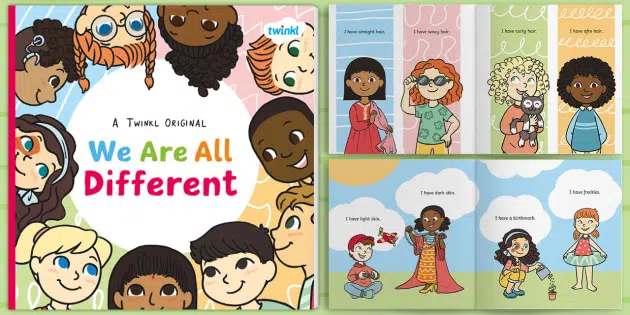 twinkl
A TWINKL ORIGINAL
We Are All
Different
I have straight hair.
I have wavy hair.
I have curly hair.
I have afro hair.
I have light skin.
I have dark skin.
I have a birthmark.
I have freckles.